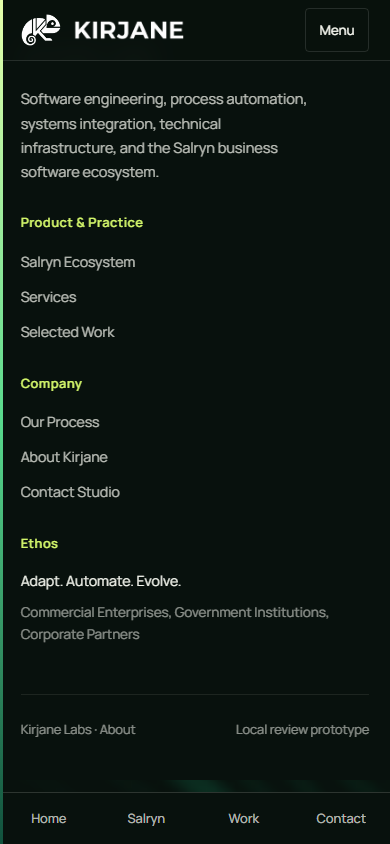 KIRJANE
Menu
Software engineering, process automation,
systems integration, technical
infrastructure, and the Salryn business
software ecosystem.
Product & Practice
Salryn Ecosystem
Services
Selected Work
Company
Our Process
About Kirjane
Contact Studio
Ethos
Adapt. Automate. Evolve.
Commercial Enterprises, Government Institutions,
Corporate Partners
Kirjane Labs · About
Local review prototype
Home
Salryn
Work
Contact